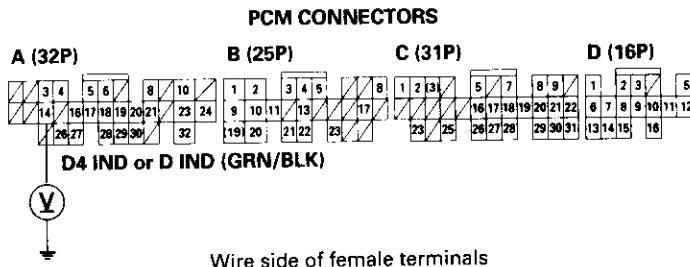 PCM CONNECTORS
A (32P) B (25P) C (31P) D (16P)
3 4 5 6 8 10 1 2 3 4 5 8 1 2 (3) 5 7 8 9 1 2 3 5
14 16 17 18 19 20 21 23 24 9 10 11 13 17 16 17 18 19 20 21 22 6 7 8 9 10 11 12
26 27 28 29 30 32 (19) 20 21 22 23 23 25 26 27 28 29 30 31 13 14 15 16
D4 IND or D IND (GRN/BLK)
V
Wire side of female terminals